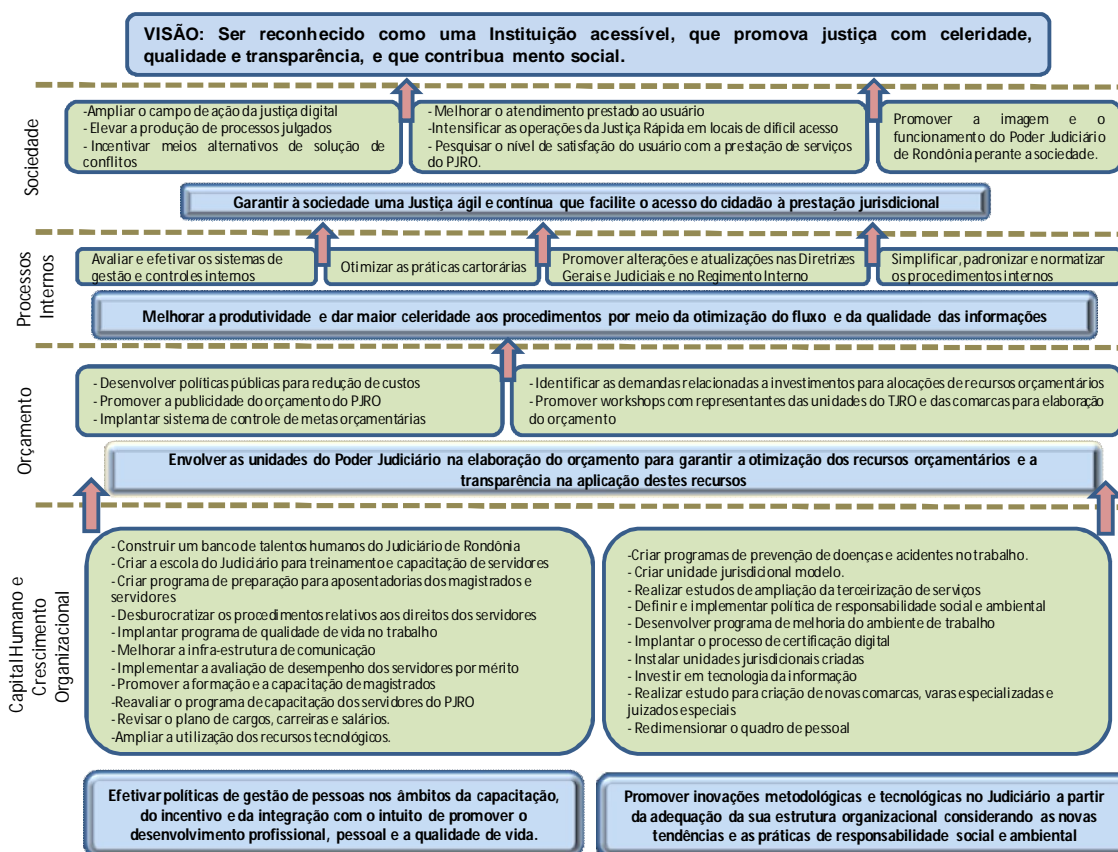 VISÃO: Ser reconhecido como uma Instituição acessível, que promova justiça com celeridade,
qualidade e transparência, e que contribua mento social.
Sociedade
-Ampliar o campo de ação da justiça digital
- Elevar a produção de processos julgados
- Incentivar meios alternativos de solução de
conflitos
- Melhorar o atendimento prestado ao usuário
-Intensificar as operações da Justiça Rápida em locais de difícil acesso
- Pesquisar o nível de satisfação do usuário com a prestação de serviços
do PJRO.
Promover a imagem e o
funcionamento do Poder Judiciário
de Rondônia perante a sociedade.
Garantir à sociedade uma Justiça ágil e contínua que facilite o acesso do cidadão à prestação jurisdicional
Processos
Internos
Avaliar e efetivar os sistemas de
gestão e controles internos
Otimizar as práticas cartorárias
Promover alterações e atualizações nas Diretrizes
Gerais e Judiciais e no Regimento Interno
Simplificar, padronizar e normatizar
os procedimentos internos
Melhorar a produtividade e dar maior celeridade aos procedimentos por meio da otimização do fluxo e da qualidade das informações
Orçamento
- Desenvolver políticas públicas para redução de custos
- Promover a publicidade do orçamento do PJRO
- Implantar sistema de controle de metas orçamentárias
- Identificar as demandas relacionadas a investimentos para alocações de recursos orçamentários
- Promover workshops com representantes das unidades do TJRO e das comarcas para elaboração
do orçamento
Envolver as unidades do Poder Judiciário na elaboração do orçamento para garantir a otimização dos recursos orçamentários e a
transparência na aplicação destes recursos
Capital Humano e
Crescimento
Organizacional
- Construir um banco de talentos humanos do Judiciário de Rondônia
- Criar a escola do Judiciário para treinamento e capacitação de servidores
- Criar programa de preparação para aposentadorias dos magistrados e
servidores
- Desburocratizar os procedimentos relativos aos direitos dos servidores
- Implantar programa de qualidade de vida no trabalho
- Melhorar a infra-estrutura de comunicação
- Implementar a avaliação de desempenho dos servidores por mérito
- Promover a formação e a capacitação de magistrados
-Reavaliar o programa de capacitação dos servidores do PJRO
- Revisar o plano de cargos, carreiras e salários.
-Ampliar a utilização dos recursos tecnológicos.
-Criar programas de prevenção de doenças e acidentes no trabalho.
- Criar unidade jurisdicional modelo.
- Realizar estudos de ampliação da terceirização de serviços
- Definir e implementar política de responsabilidade social e ambiental
- Desenvolver programa de melhoria do ambiente de trabalho
- Implantar o processo de certificação digital
- Instalar unidades jurisdicionais criadas
- Investir em tecnologia da informação
- Realizar estudo para criação de novas comarcas, varas especializadas e
juizados especiais
- Redimensionar o quadro de pessoal
Efetivar políticas de gestão de pessoas nos âmbitos da capacitação,
do incentivo e da integração com o intuito de promover o
desenvolvimento profissional, pessoal e a qualidade de vida.
Promover inovações metodológicas e tecnológicas no Judiciário a partir
da adequação da sua estrutura organizacional considerando as novas
tendências e as práticas de responsabilidade social e ambiental